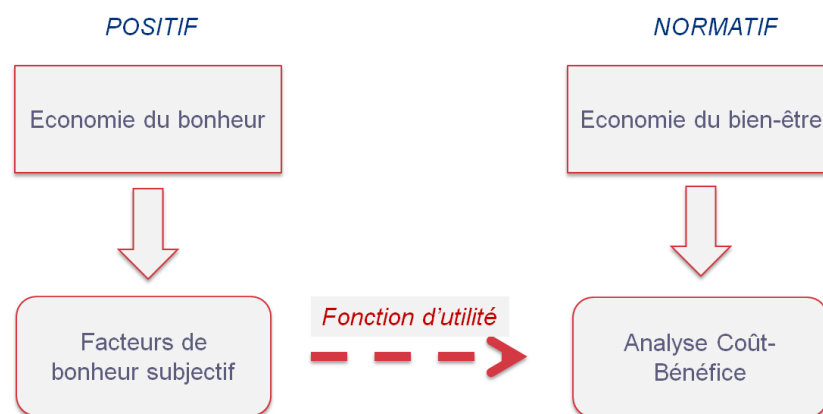 POSITIF
NORMATIF
Economie du bonheur
Economie du bien-être
Fonction d'utilité
Facteurs de
bonheur subjectif
Analyse Coût-
Bénéfice